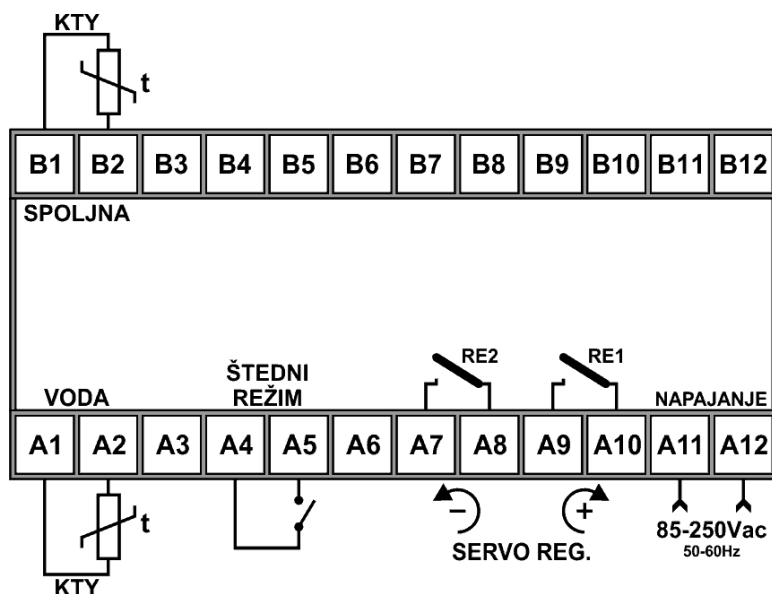 KTY
t
B1 B2 B3 B4 B5 B6 B7 B8 B9 B10 B11 B12
SPOLJNA
RE2 RE1
VODA
ŠTEDNI
REŽIM
NAPAJANJE
A1 A2 A3 A4 A5 A6 A7 A8 A9 A10 A11 A12
t
KTY
- +
SERVO REG.
85-250Vac
50-60Hz